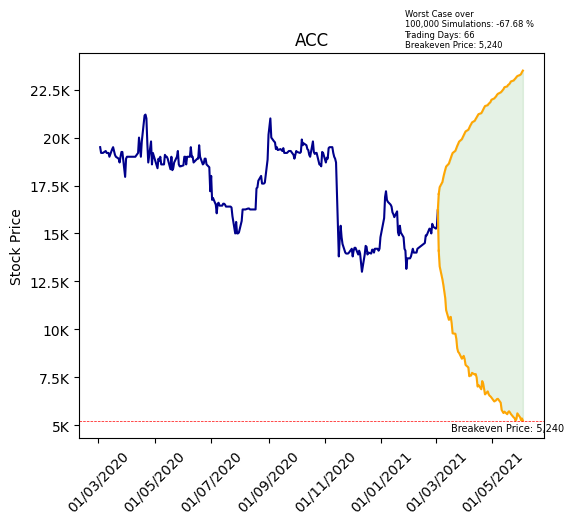 Worst Case over
100,000 Simulations: -67.68 %
Trading Days: 66
Breakeven Price: 5,240
ACC
Stock Price
22.5K
20K
17.5K
15K
12.5K
10K
7.5K
5K
Breakeven Price: 5,240
01/03/2020
01/05/2020
01/07/2020
01/09/2020
01/11/2020
01/01/2021
01/03/2021
01/05/2021